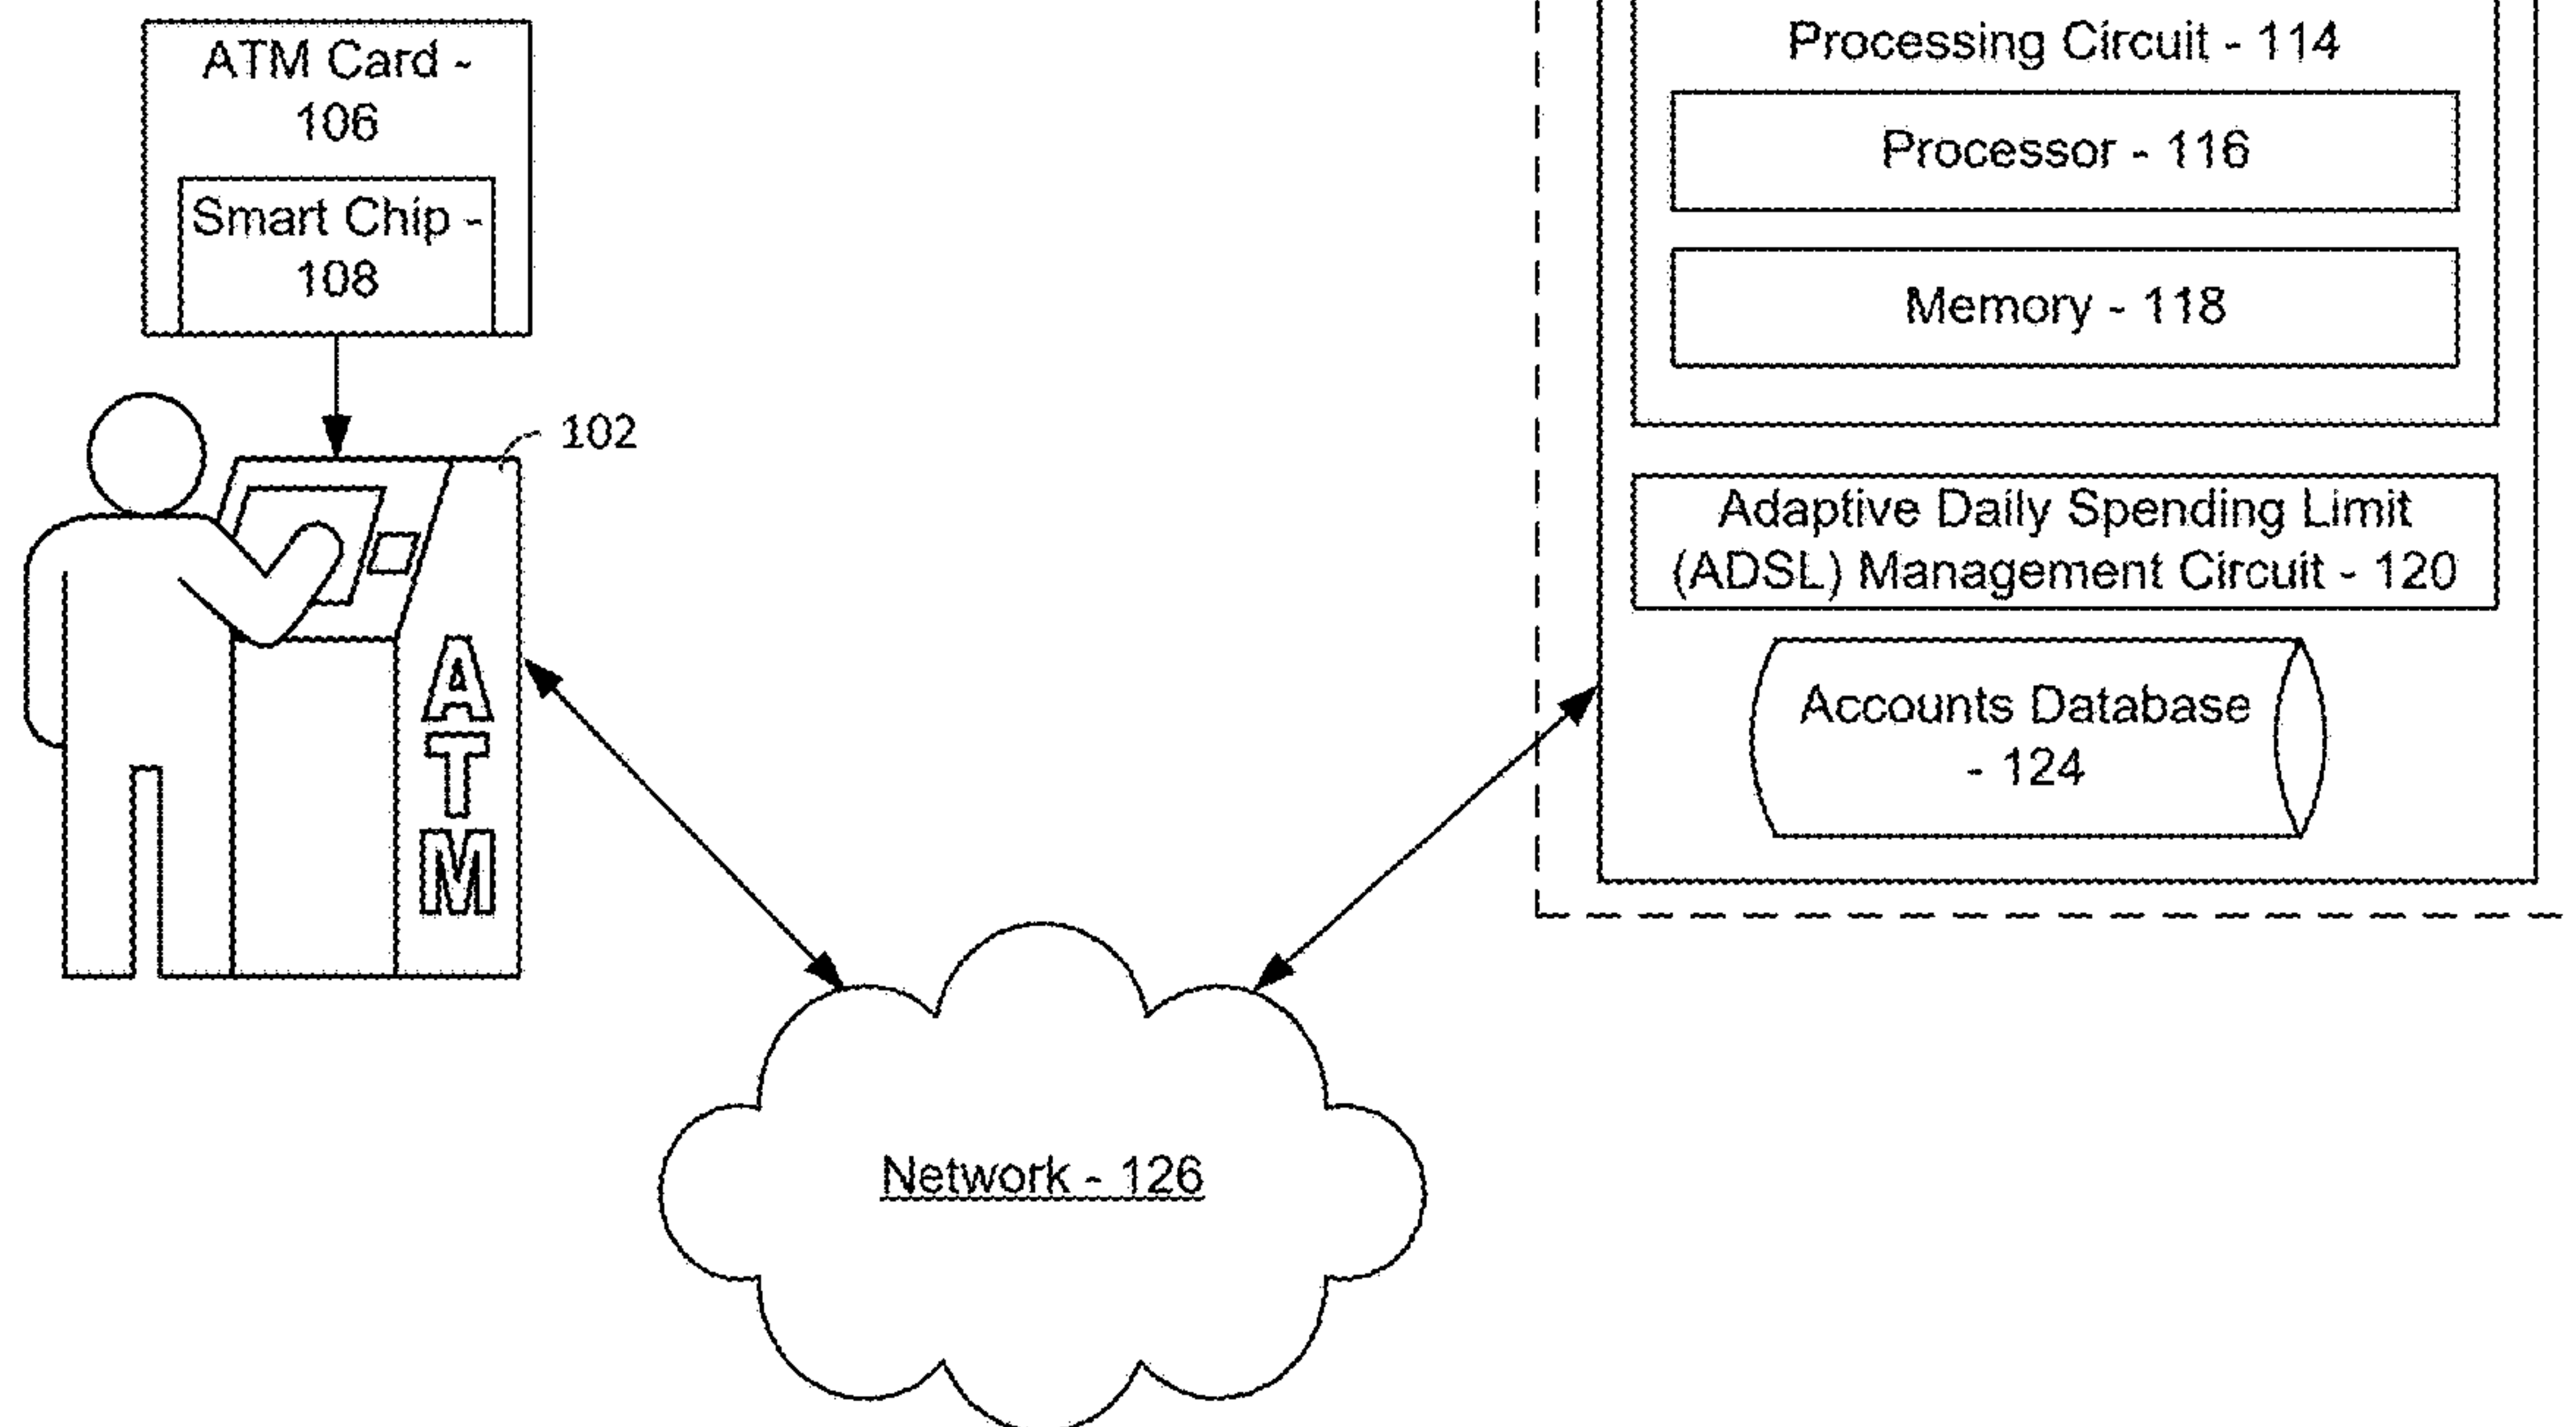 ATM Card -
106
Smart Chip -
108
102
A
T
M
Processing Circuit - 114
Processor - 116
Memory - 118
Adaptive Daily Spending Limit
(ADSL) Management Circuit - 120
Accounts Database
- 124
Network - 126